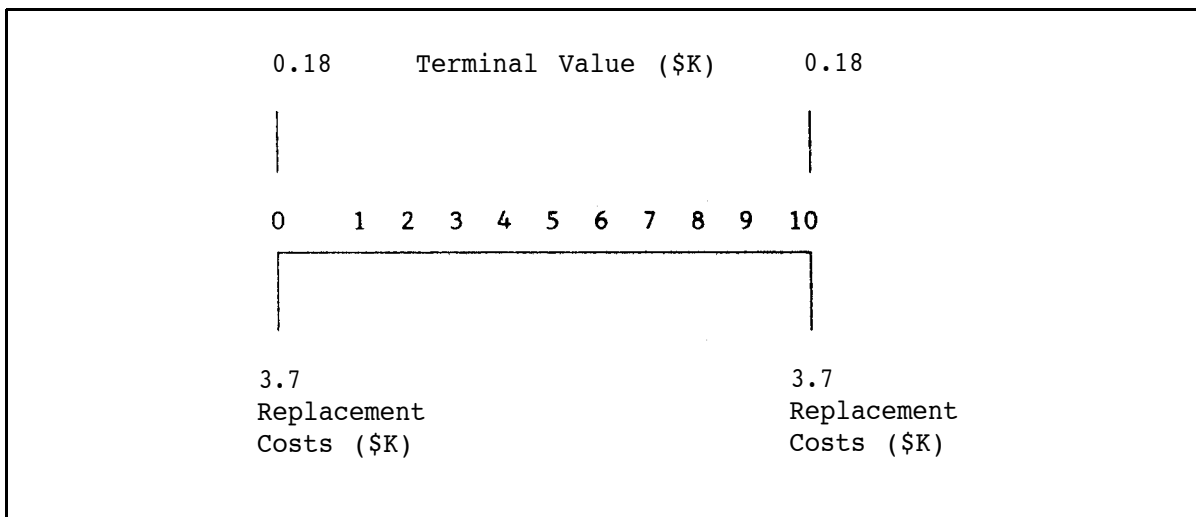 0.18 Terminal Value ($K) 0.18
0 1 2 3 4 5 6 7 8 9 10
3.7 3.7
Replacement Replacement
Costs ($K) Costs ($K)